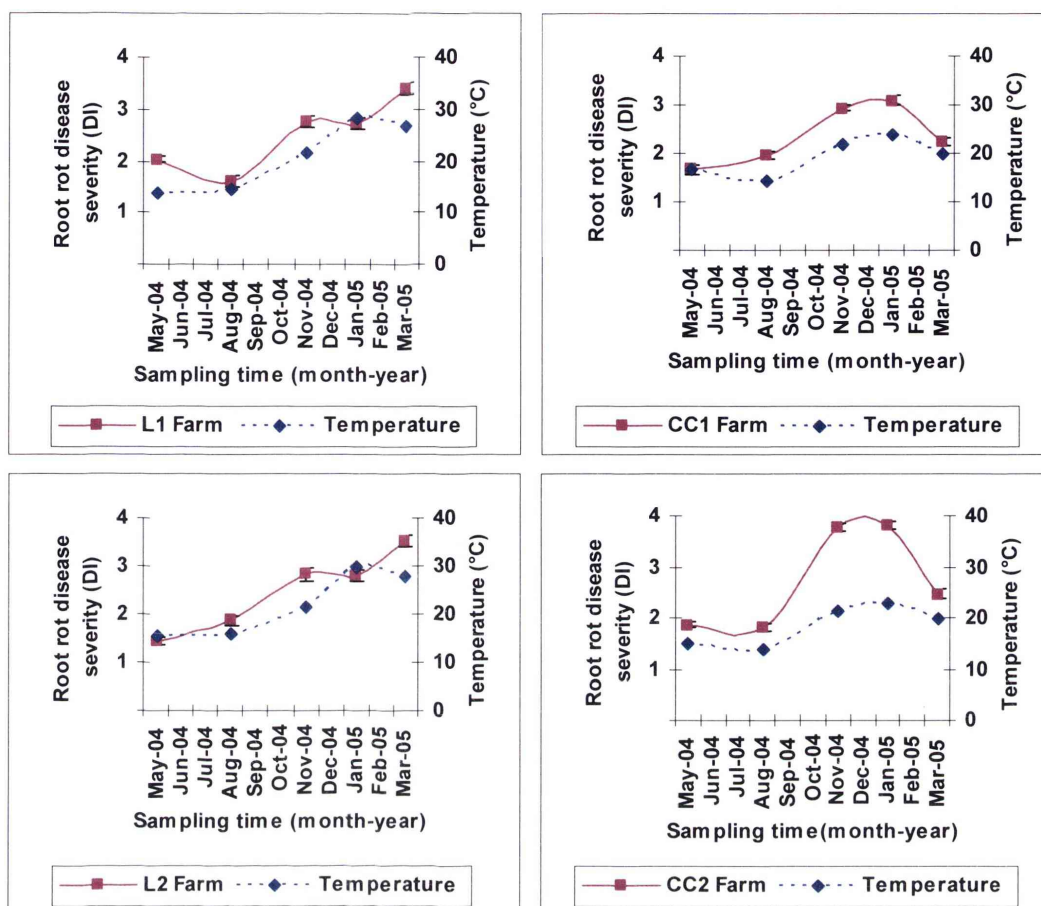 4
3
2
1
Root rot disease
severity (DI)
40
30
20
10
0
Temperature (°C)
May-04
Jun-04
Jul-04
Aug-04
Sep-04
Oct-04
Nov-04
Dec-04
Jan-05
Feb-05
Mar-05
Sampling time (month-year)
L1 Farm Temperature
4
3
2
1
Root rot disease
severity (DI)
40
30
20
10
0
Temperature (°C)
May-04
Jun-04
Jul-04
Aug-04
Sep-04
Oct-04
Nov-04
Dec-04
Jan-05
Feb-05
Mar-05
Sampling time (month-year)
CC1 Farm Temperature
4
3
2
1
Root rot disease
severity (DI)
40
30
20
10
0
Temperature (°C)
May-04
Jun-04
Jul-04
Aug-04
Sep-04
Oct-04
Nov-04
Dec-04
Jan-05
Feb-05
Mar-05
Sampling time (month-year)
L2 Farm Temperature
4
3
2
1
Root rot disease
severity (DI)
40
30
20
10
0
Temperature (°C)
May-04
Jun-04
Jul-04
Aug-04
Sep-04
Oct-04
Nov-04
Dec-04
Jan-05
Feb-05
Mar-05
Sampling time(month-year)
CC2 Farm Temperature